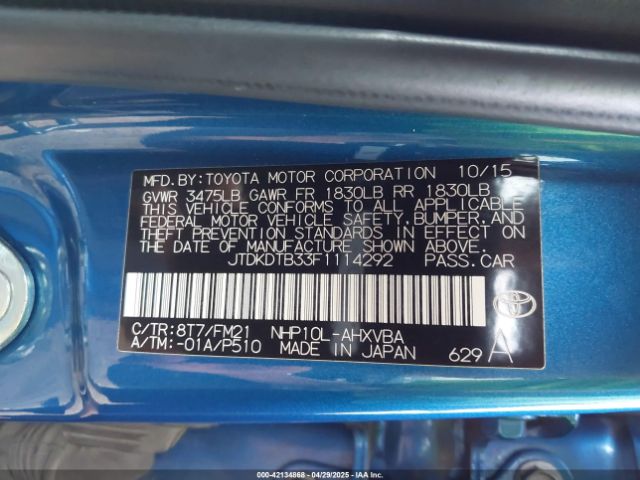 MFD.BY:TOYOTA MOTOR CORPORATION 10/15
GVWR 3475LB GAWR FR 1830LB RR 1830LB
THIS VEHICLE CONFORMS TO ALL APPLICABLE
FEDERAL MOTOR VEHICLE SAFETY,BUMPER,AND
THEFT PREVENTION STANDARDS IN EFFECT ON
THE DATE OF MANUFACTURE SHOWN ABOVE.
JTDKDTB33F1114292 PASS.CAR
C/TR:8T7/FM21 NHP10L-AHXVBA
A/TM:-01A/P510 MADE IN JAPAN 629 A
TOYOTA
000-42134868 04/29/2025 - IAAI.COM